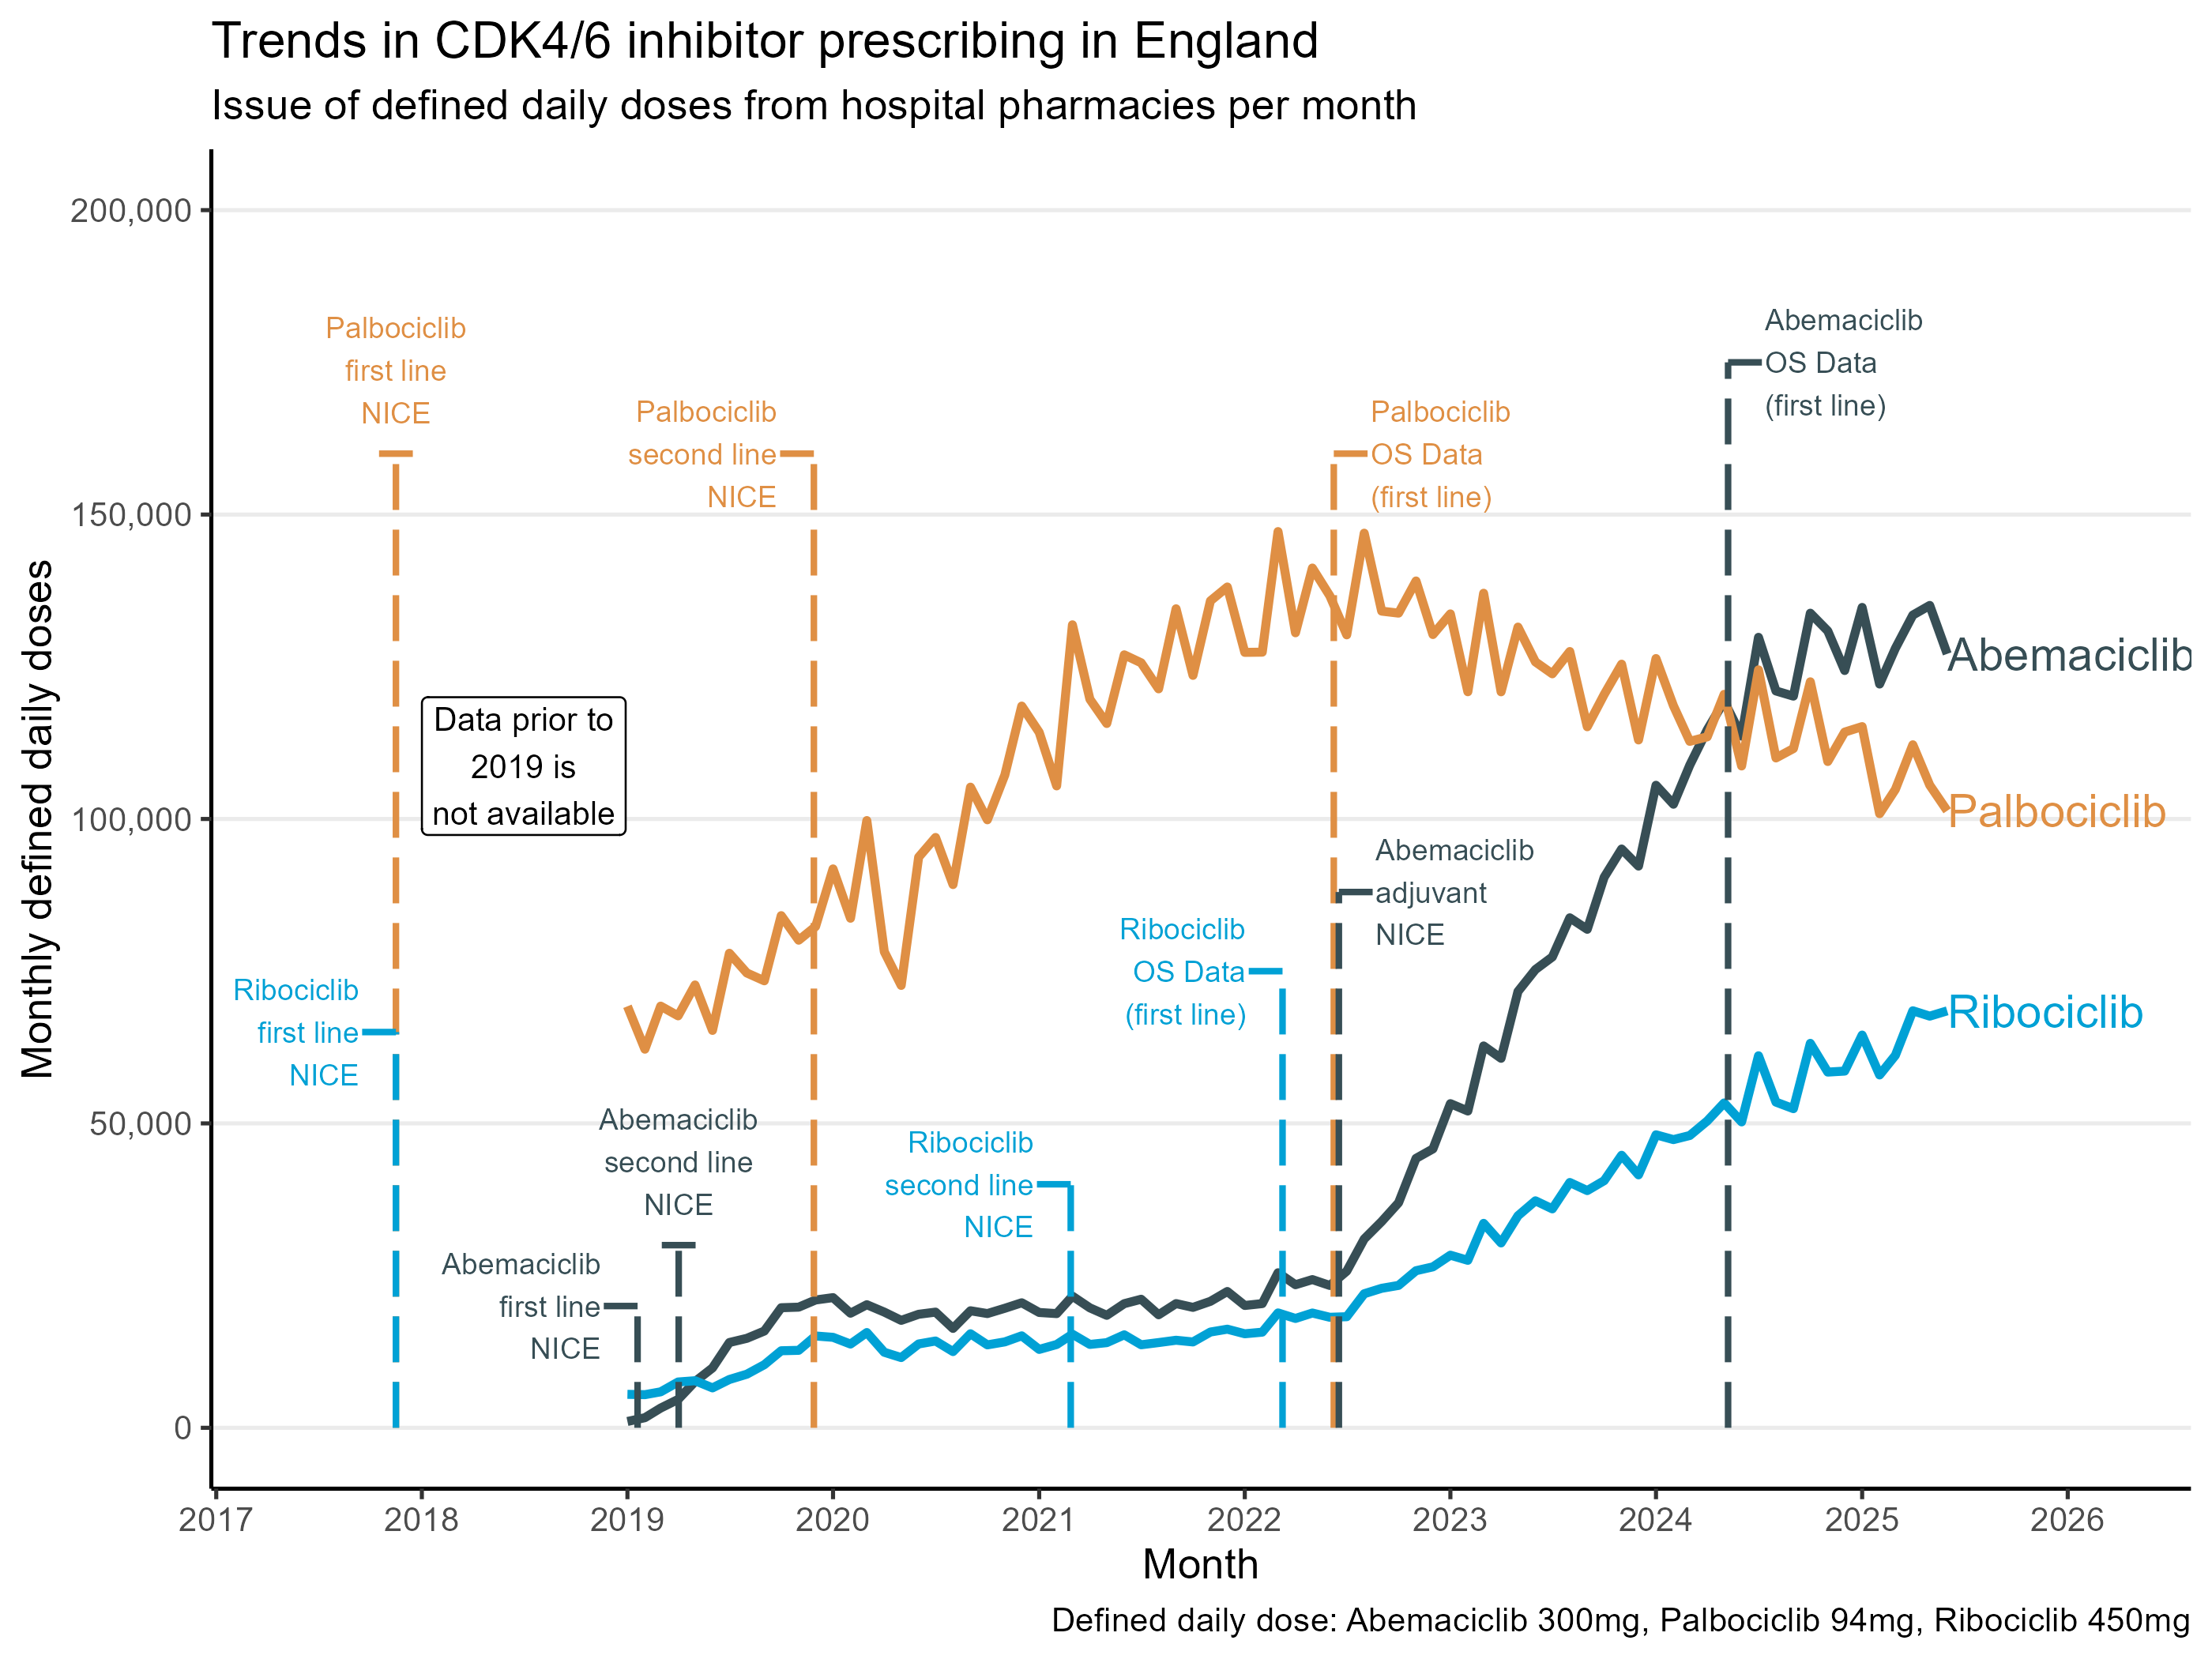 Trends in CDK4/6 inhibitor prescribing in England
Issue of defined daily doses from hospital pharmacies per month
Monthly defined daily doses
200,000
150,000
100,000
50,000
0
Palbociclib
first line
NICE
Palbociclib
second line
NICE
Palbociclib
OS Data
(first line)
Abemaciclib
OS Data
(first line)
Data prior to
2019 is
not available
Abemaciclib
Palbociclib
Abemaciclib
adjuvant
NICE
Ribociclib
OS Data
(first line)
Ribociclib
first line
NICE
Ribociclib
Abemaciclib
second line
NICE
Ribociclib
second line
NICE
Abemaciclib
first line
NICE
2017
2018
2019
2020
2021
2022
2023
2024
2025
2026
Month
Defined daily dose: Abemaciclib 300mg, Palbociclib 94mg, Ribociclib 450mg